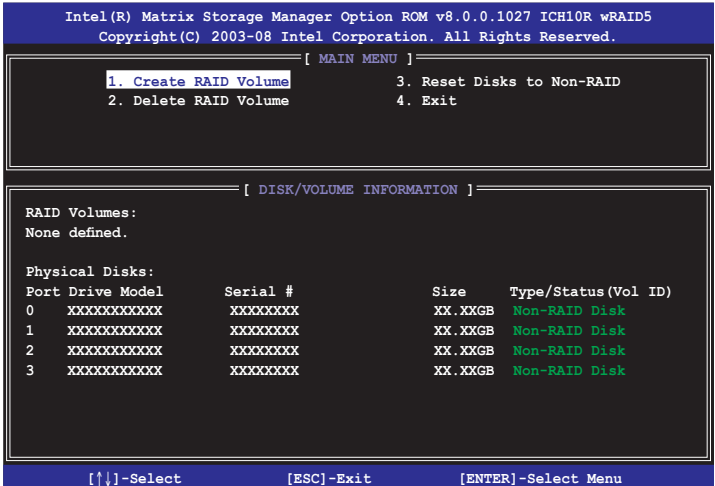 Intel(R) Matrix Storage Manager Option ROM v8.0.0.1027 ICH10R wRAID5
Copyright(C) 2003-08 Intel Corporation. All Rights Reserved.
[ MAIN MENU ]
1. Create RAID Volume 3. Reset Disks to Non-RAID
2. Delete RAID Volume 4. Exit
[ DISK/VOLUME INFORMATION ]
RAID Volumes:
None defined.
Physical Disks:
Port Drive Model Serial # Size Type/Status(Vol ID)
0 XXXXXXXXXXX XXXXXXXX XX.XXGB Non-RAID Disk
1 XXXXXXXXXXX XXXXXXXX XX.XXGB Non-RAID Disk
2 XXXXXXXXXXX XXXXXXXX XX.XXGB Non-RAID Disk
3 XXXXXXXXXXX XXXXXXXX XX.XXGB Non-RAID Disk
[↑↓]-Select [ESC]-Exit [ENTER]-Select Menu